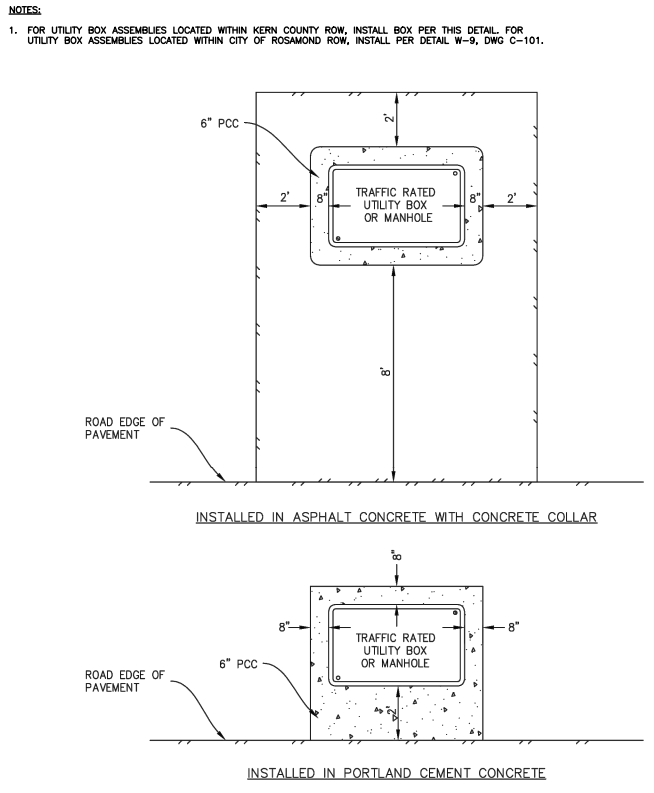 NOTES:
1. FOR UTILITY BOX ASSEMBLIES LOCATED WITHIN KERN COUNTY ROW, INSTALL BOX PER THIS DETAIL. FOR
UTILITY BOX ASSEMBLIES LOCATED WITHIN CITY OF ROSAMOND ROW, INSTALL PER DETAIL W-9, DWG C-101.
2'
6" PCC
2'
8"
TRAFFIC RATED
UTILITY BOX
OR MANHOLE
8"
2'
8'
ROAD EDGE OF
PAVEMENT
INSTALLED IN ASPHALT CONCRETE WITH CONCRETE COLLAR
8"
8"
TRAFFIC RATED
UTILITY BOX
OR MANHOLE
8"
6" PCC
ROAD EDGE OF
PAVEMENT
2'
INSTALLED IN PORTLAND CEMENT CONCRETE